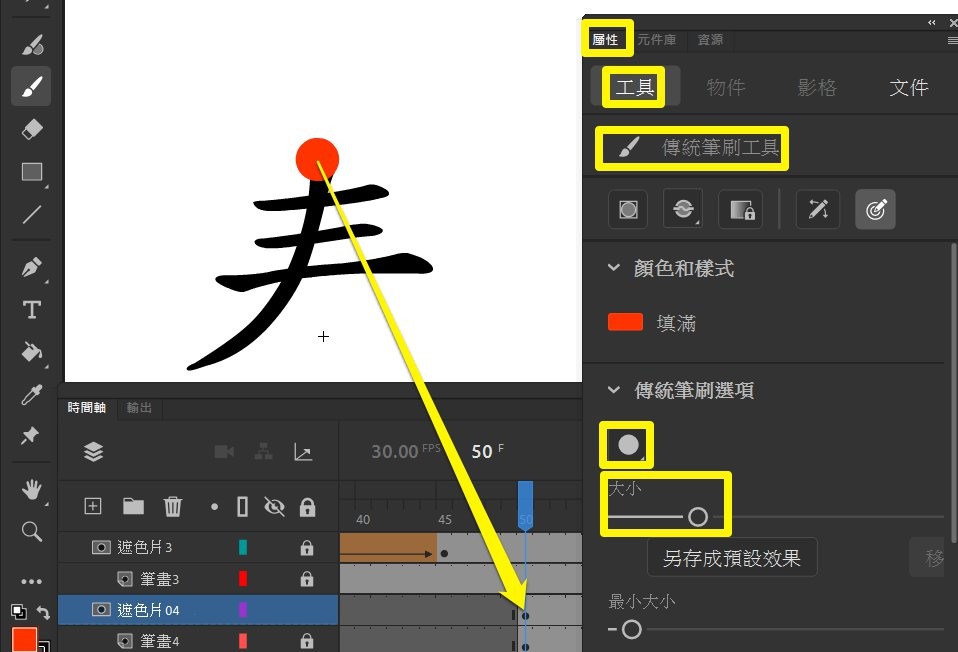 屬性 元件庫 資源
工具 物件 影格 文件
傳統筆刷工具
顏色和樣式
填滿
傳統筆刷選項
大小
另存成預設效果 移
最小大小
時間軸 輸出
30.00 FPS 50 F
40 45 50
遮色片3
筆畫3
遮色片04
筆畫4